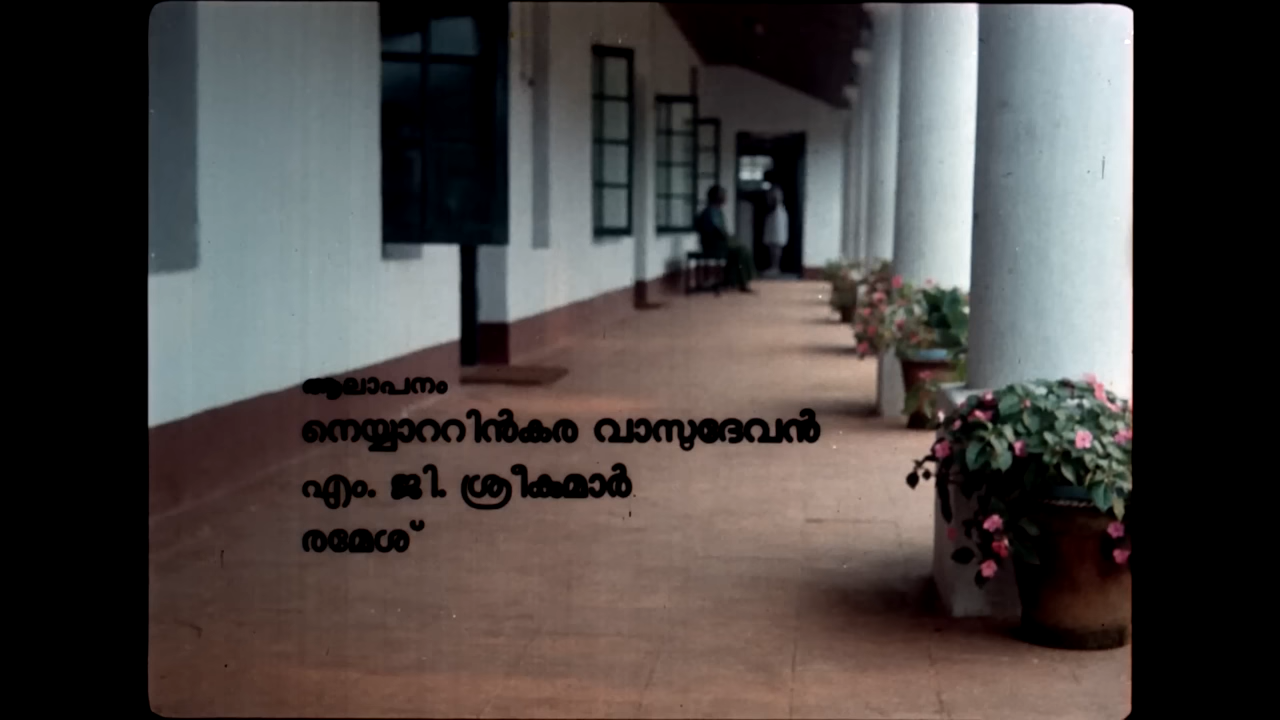 ആലാപനം
നെയ്യാററിൻകര വാസുദേവൻ
എം. ജി. ശ്രീകുമാർ
രമേശ്